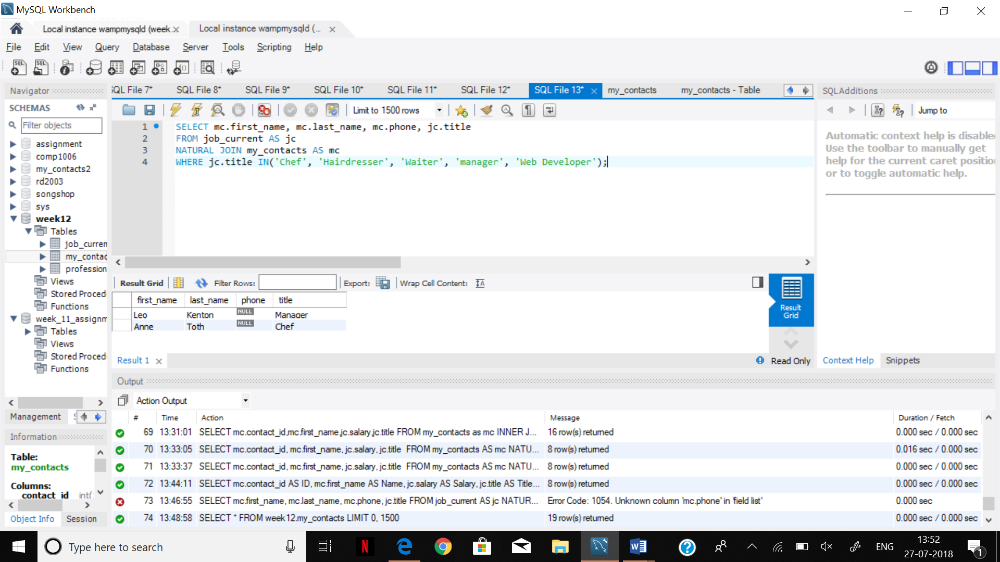 MySQL Workbench
Local instance wampmysqld (week... Local instance wampmysqld (...
File Edit View Query Database Server Tools Scripting Help
Navigator
SCHEMAS
Filter objects
assignment
comp1006
my_contacts2
rd2003
songshop
sys
week12
Tables
job_curren
my_contac
profession
Views
Stored Proced
Functions
week_11_assignm
Tables
Views
Stored Proced
Functions
Management
Information
Table:
my_contacts
Columns:
contact_id int(
Object Info Session
SQL File 7* SQL File 8* SQL File 9* SQL File 10* SQL File 11* SQL File 12* SQL File 13* my_contacts my_contacts - Table
Limit to 1500 rows
1 SELECT mc.first_name, mc.last_name, mc.phone, jc.title
2 FROM job_current AS jc
3 NATURAL JOIN my_contacts AS mc
4 WHERE jc.title IN('Chef', 'Hairdresser', 'Waiter', 'manager', 'Web Developer');
Result Grid Filter Rows: Export: Wrap Cell Content:
first_name last_name phone title
Leo Kenton NULL Manager
Anne Toth NULL Chef
Result Grid
Result 1 Read Only
SQLAdditions
Jump to
Automatic context help is disable
Use the toolbar to manually get
help for the current caret positio
or to toggle automatic help.
Context Help Snippets
Output
Action Output
# Time Action Message Duration / Fetch
69 13:31:01 SELECT mc.contact_id,mc.first_name,jc.salary,jc.title FROM my_contacts as mc INNER J... 16 row(s) returned 0.000 sec / 0.000 sec
70 13:33:05 SELECT mc.contact_id, mc.first_name, jc.salary, jc.title FROM my_contacts AS mc NATU... 8 row(s) returned 0.016 sec / 0.000 sec
71 13:33:37 SELECT mc.contact_id, mc.first_name, jc.salary, jc.title FROM my_contacts AS mc NATU... 8 row(s) returned 0.000 sec / 0.000 sec
72 13:44:11 SELECT mc.contact_id AS ID, mc.first_name AS Name, jc.salary AS Salary, jc.title AS Title... 8 row(s) returned 0.000 sec / 0.000 sec
73 13:46:55 SELECT mc.first_name, mc.last_name, mc.phone, jc.title FROM job_current AS jc NATUR... Error Code: 1054. Unknown column 'mc.phone' in 'field list' 0.000 sec
74 13:48:58 SELECT * FROM week12.my_contacts LIMIT 0, 1500 19 row(s) returned 0.000 sec / 0.000 sec
Type here to search
ENG
13:52
27-07-2018
1